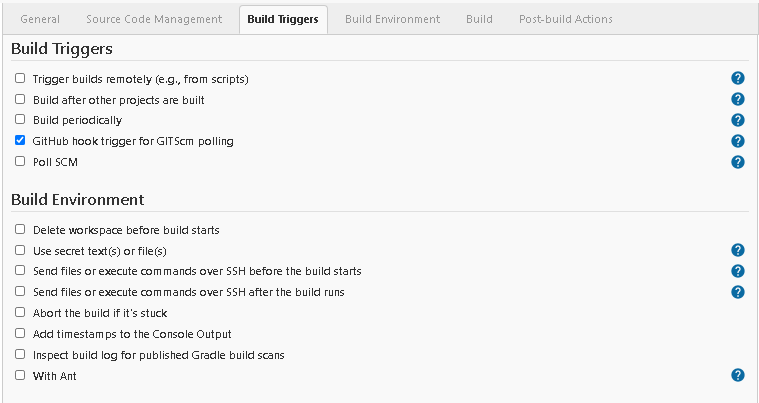 General Source Code Management Build Triggers Build Environment Build Post-build Actions
Build Triggers
Trigger builds remotely (e.g., from scripts) ?
Build after other projects are built ?
Build periodically ?
GitHub hook trigger for GITScm polling ?
Poll SCM ?
Build Environment
Delete workspace before build starts
Use secret text(s) or file(s) ?
Send files or execute commands over SSH before the build starts ?
Send files or execute commands over SSH after the build runs ?
Abort the build if it's stuck
Add timestamps to the Console Output
Inspect build log for published Gradle build scans
With Ant ?